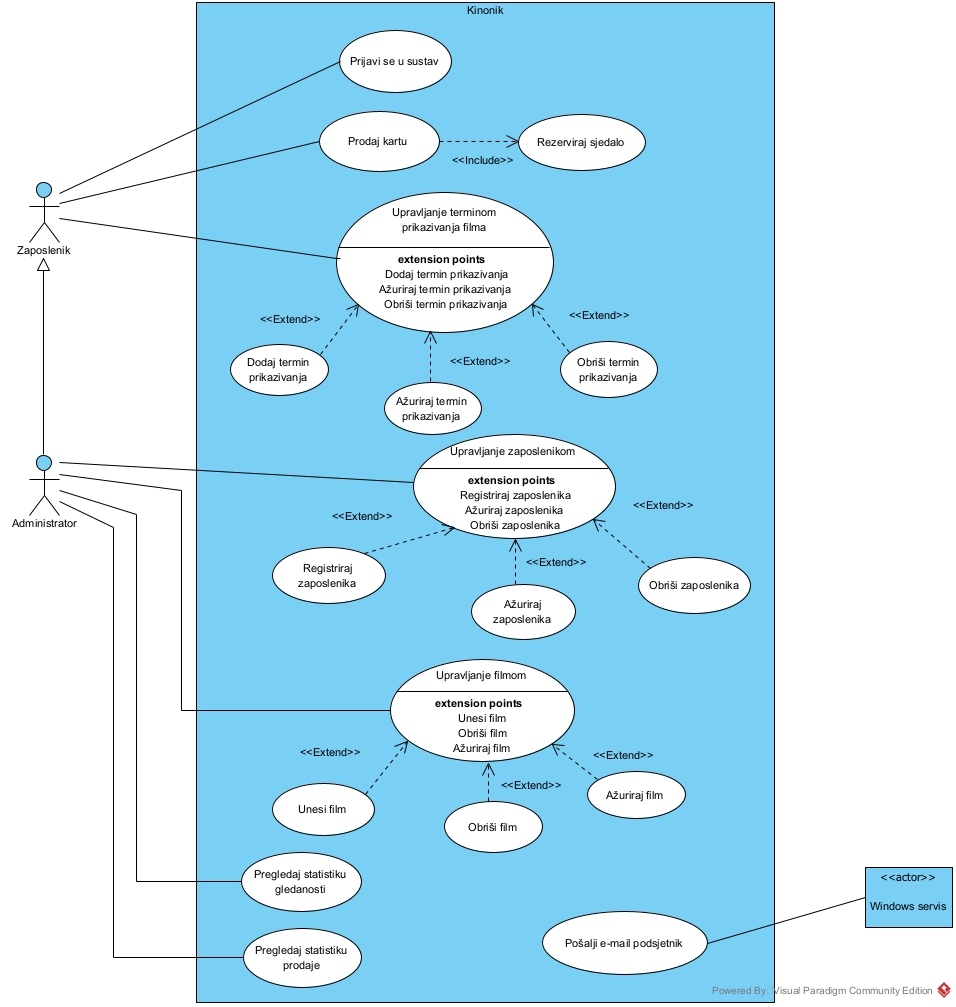 Kinonik
Prijavi se u sustav
Prodaj kartu
<<Include>>
Rezerviraj sjedalo
Zaposlenik
Upravljanje terminom
prikazivanja filma
extension points
Dodaj termin prikazivanja
Ažuriraj termin prikazivanja
Obriši termin prikazivanja
<<Extend>>
<<Extend>>
<<Extend>>
Dodaj termin
prikazivanja
Ažuriraj termin
prikazivanja
Obriši termin
prikazivanja
Administrator
Upravljanje zaposlenikom
extension points
Registriraj zaposlenika
Ažuriraj zaposlenika
Obriši zaposlenika
<<Extend>>
<<Extend>>
<<Extend>>
Registriraj
zaposlenika
Ažuriraj
zaposlenika
Obriši zaposlenika
Upravljanje filmom
extension points
Unesi film
Obriši film
Ažuriraj film
<<Extend>>
<<Extend>>
<<Extend>>
Unesi film
Obriši film
Ažuriraj film
Pregledaj statistiku
gledanosti
Pregledaj statistiku
prodaje
Pošalji e-mail podsjetnik
<<actor>>
Windows servis
Powered By Visual Paradigm Community Edition